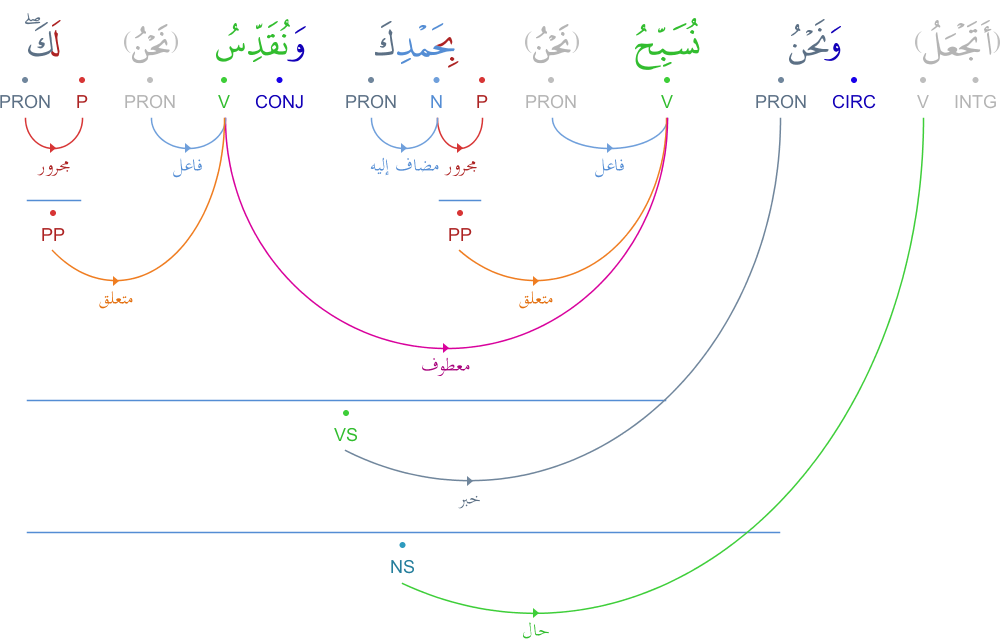 (أَتَجْعَلُ) وَنَحْنُ نُسَبِّحُ (نَحْنُ) بِحَمْدِكَ وَنُقَدِّسُ (نَحْنُ) لَكَ ۖ
PRON P PRON V CONJ PRON N P PRON V PRON CIRC V INTG
مجرور فاعل مضاف إليه مجرور فاعل
PP PP
متعلق متعلق
معطوف
VS
خبر
NS
حال